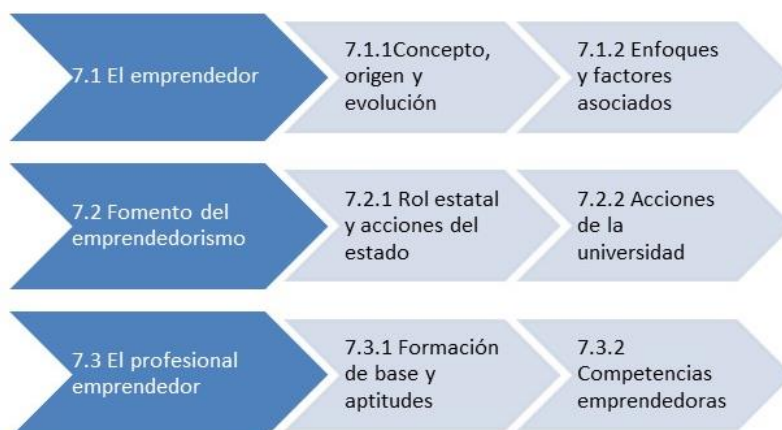 7.1 El emprendedor
7.1.1Concepto,
origen y
evolución
7.1.2 Enfoques
y factores
asociados
7.2 Fomento del
emprendedorismo
7.2.1 Rol estatal
y acciones del
estado
7.2.2 Acciones
de la
universidad
7.3 El profesional
emprendedor
7.3.1 Formación
de base y
aptitudes
7.3.2
Competencias
emprendedoras